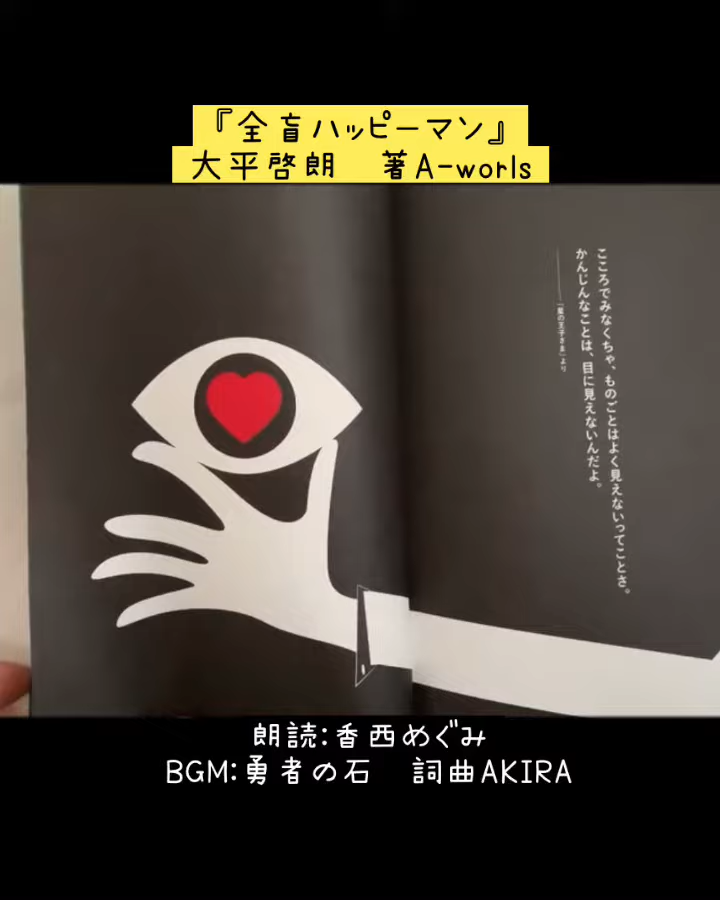 『全盲ハッピーマン』
大平啓朗　著A-worls
こころでみなくちゃ、ものごとはよく見えないってことさ。
かんじんなことは、目に見えないんだよ。
「星の王子さま」より
朗読:香西めぐみ
BGM:勇者の石　詞曲AKIRA